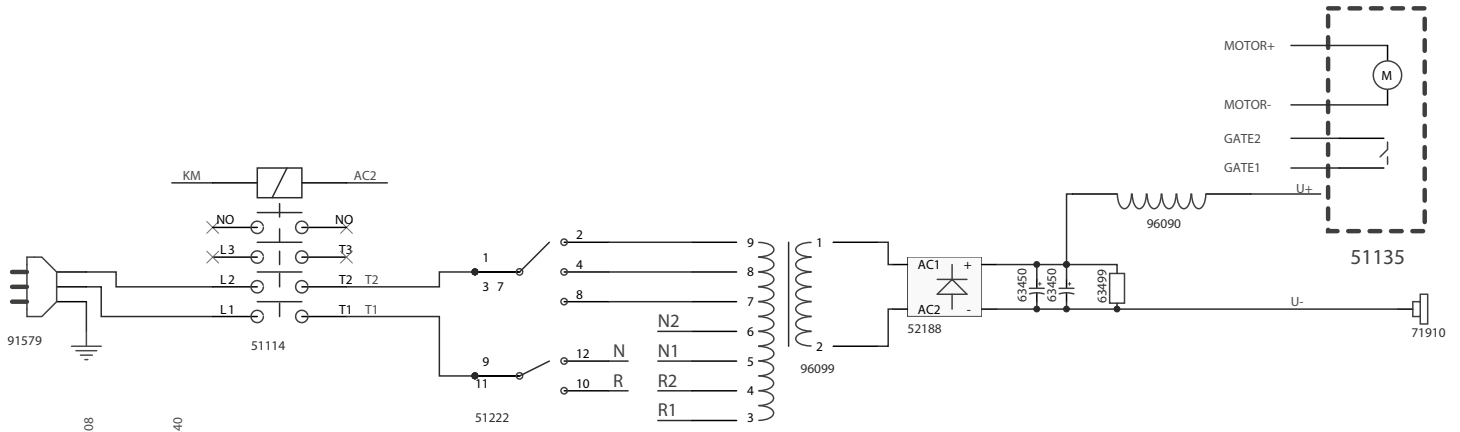 MOTOR+
M
MOTOR-
GATE2
GATE1
KM
AC2
U+
NO
NO
96090
L3
T3
51135
L2
T2
T2
L1
T1
T1
91579
51114
1
3 7
2
4
8
9
11
12
N
10
R
51222
N2
N1
R2
R1
9
8
7
6
5
4
3
1
2
96099
AC1
+
AC2
-
52188
63450
63450
+
+
63499
U-
71910
08
40